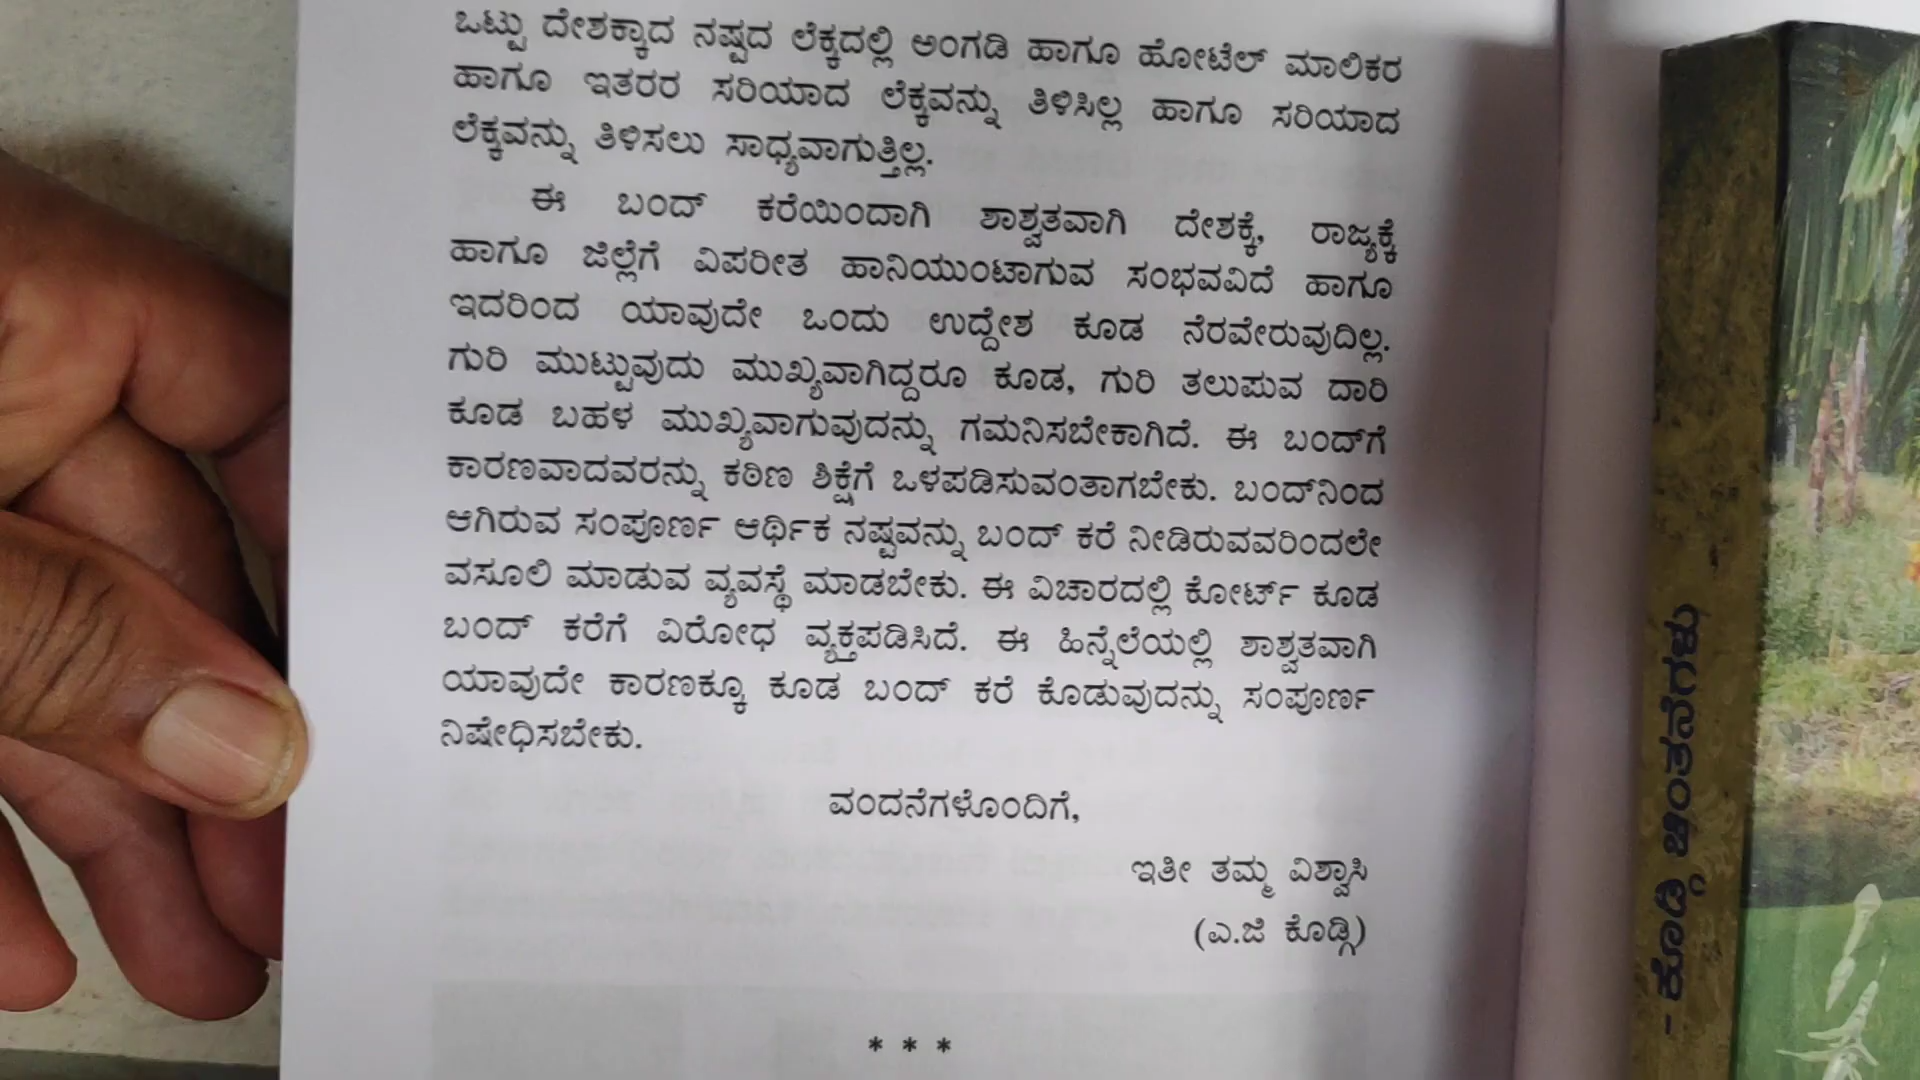 ಒಟ್ಟು ದೇಶಕ್ಕಾದ ನಷ್ಟದ ಲೆಕ್ಕದಲ್ಲಿ ಅಂಗಡಿ ಹಾಗೂ ಹೋಟೆಲ್ ಮಾಲಿಕರ
ಹಾಗೂ ಇತರರ ಸರಿಯಾದ ಲೆಕ್ಕವನ್ನು ತಿಳಿಸಿಲ್ಲ ಹಾಗೂ ಸರಿಯಾದ
ಲೆಕ್ಕವನ್ನು ತಿಳಿಸಲು ಸಾಧ್ಯವಾಗುತ್ತಿಲ್ಲ.
ಈ ಬಂದ್ ಕರೆಯಿಂದಾಗಿ ಶಾಶ್ವತವಾಗಿ ದೇಶಕ್ಕೆ, ರಾಜ್ಯಕ್ಕೆ
ಹಾಗೂ ಜಿಲ್ಲೆಗೆ ವಿಪರೀತ ಹಾನಿಯುಂಟಾಗುವ ಸಂಭವವಿದೆ ಹಾಗೂ
ಇದರಿಂದ ಯಾವುದೇ ಒಂದು ಉದ್ದೇಶ ಕೂಡ ನೆರವೇರುವುದಿಲ್ಲ.
ಗುರಿ ಮುಟ್ಟುವುದು ಮುಖ್ಯವಾಗಿದ್ದರೂ ಕೂಡ, ಗುರಿ ತಲುಪುವ ದಾರಿ
ಕೂಡ ಬಹಳ ಮುಖ್ಯವಾಗುವುದನ್ನು ಗಮನಿಸಬೇಕಾಗಿದೆ. ಈ ಬಂದ್‌ಗೆ
ಕಾರಣವಾದವರನ್ನು ಕಠಿಣ ಶಿಕ್ಷೆಗೆ ಒಳಪಡಿಸುವಂತಾಗಬೇಕು. ಬಂದ್‌ನಿಂದ
ಆಗಿರುವ ಸಂಪೂರ್ಣ ಆರ್ಥಿಕ ನಷ್ಟವನ್ನು ಬಂದ್ ಕರೆ ನೀಡಿರುವವರಿಂದಲೇ
ವಸೂಲಿ ಮಾಡುವ ವ್ಯವಸ್ಥೆ ಮಾಡಬೇಕು. ಈ ವಿಚಾರದಲ್ಲಿ ಕೋರ್ಟ್ ಕೂಡ
ಬಂದ್ ಕರೆಗೆ ವಿರೋಧ ವ್ಯಕ್ತಪಡಿಸಿದೆ. ಈ ಹಿನ್ನೆಲೆಯಲ್ಲಿ ಶಾಶ್ವತವಾಗಿ
ಯಾವುದೇ ಕಾರಣಕ್ಕೂ ಕೂಡ ಬಂದ್ ಕರೆ ಕೊಡುವುದನ್ನು ಸಂಪೂರ್ಣ
ನಿಷೇಧಿಸಬೇಕು.
ವಂದನೆಗಳೊಂದಿಗೆ,
ಇತೀ ತಮ್ಮ ವಿಶ್ವಾಸಿ
(ಎ.ಜಿ ಕೊಡ್ಗಿ)
* * *
- ಕೊಡ್ಗಿ ಚಿಂತನೆಗಳು